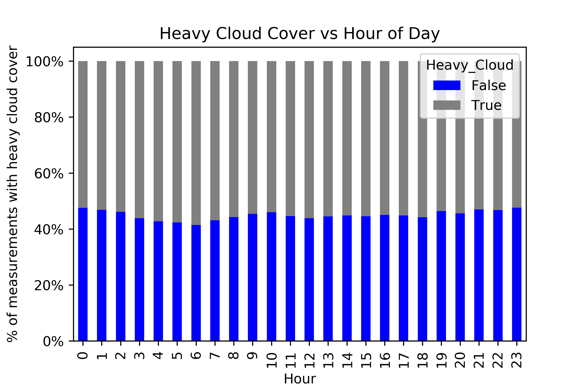 Heavy Cloud Cover vs Hour of Day
% of measurements with heavy cloud cover
100%
80%
60%
40%
20%
0%
Heavy_Cloud
False
True
0 1 2 3 4 5 6 7 8 9 10 11 12 13 14 15 16 17 18 19 20 21 22 23
Hour